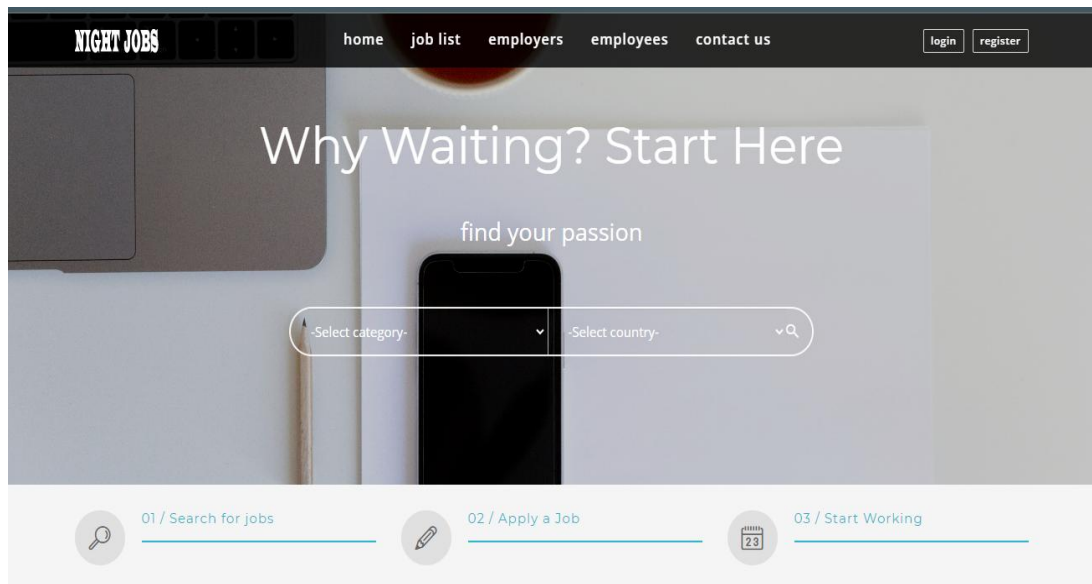 NIGHT JOBS home job list employers employees contact us login register
Why Waiting? Start Here
find your passion
-Select category- -Select country-
01 / Search for jobs 02 / Apply a Job 03 / Start Working
23